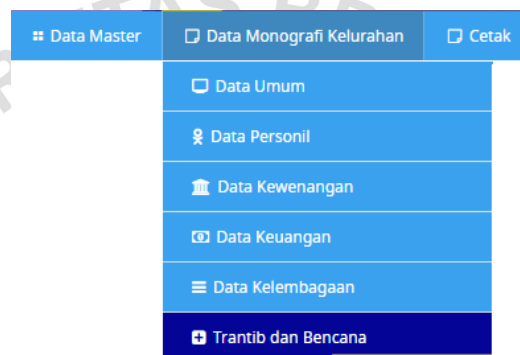 Data Master
Data Monografi Kelurahan
Cetak
Data Umum
Data Personil
Data Kewenangan
Data Keuangan
Data Kelembagaan
Trantib dan Bencana